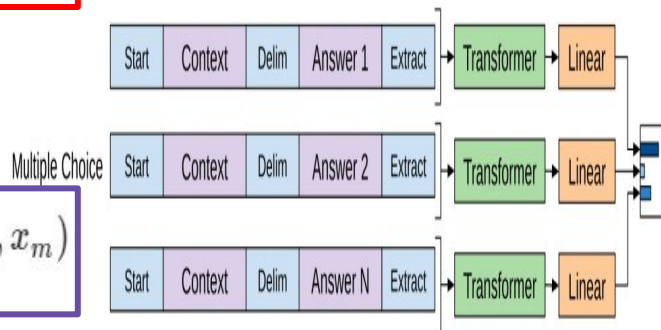 Start Context Delim Answer 1 Extract Transformer Linear
Multiple Choice Start Context Delim Answer 2 Extract Transformer Linear
, x_m)
Start Context Delim Answer N Extract Transformer Linear